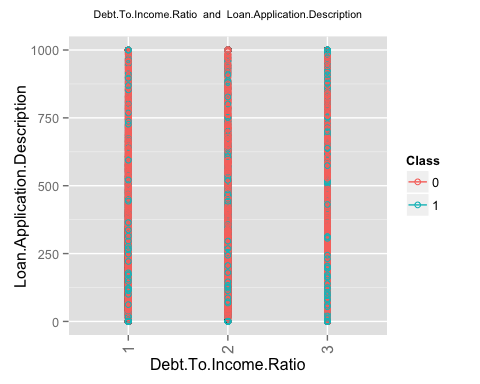 Debt.To.Income.Ratio and Loan.Application.Description
1000
750
500
250
0
Loan.Application.Description
1
2
3
Debt.To.Income.Ratio
Class
0
1